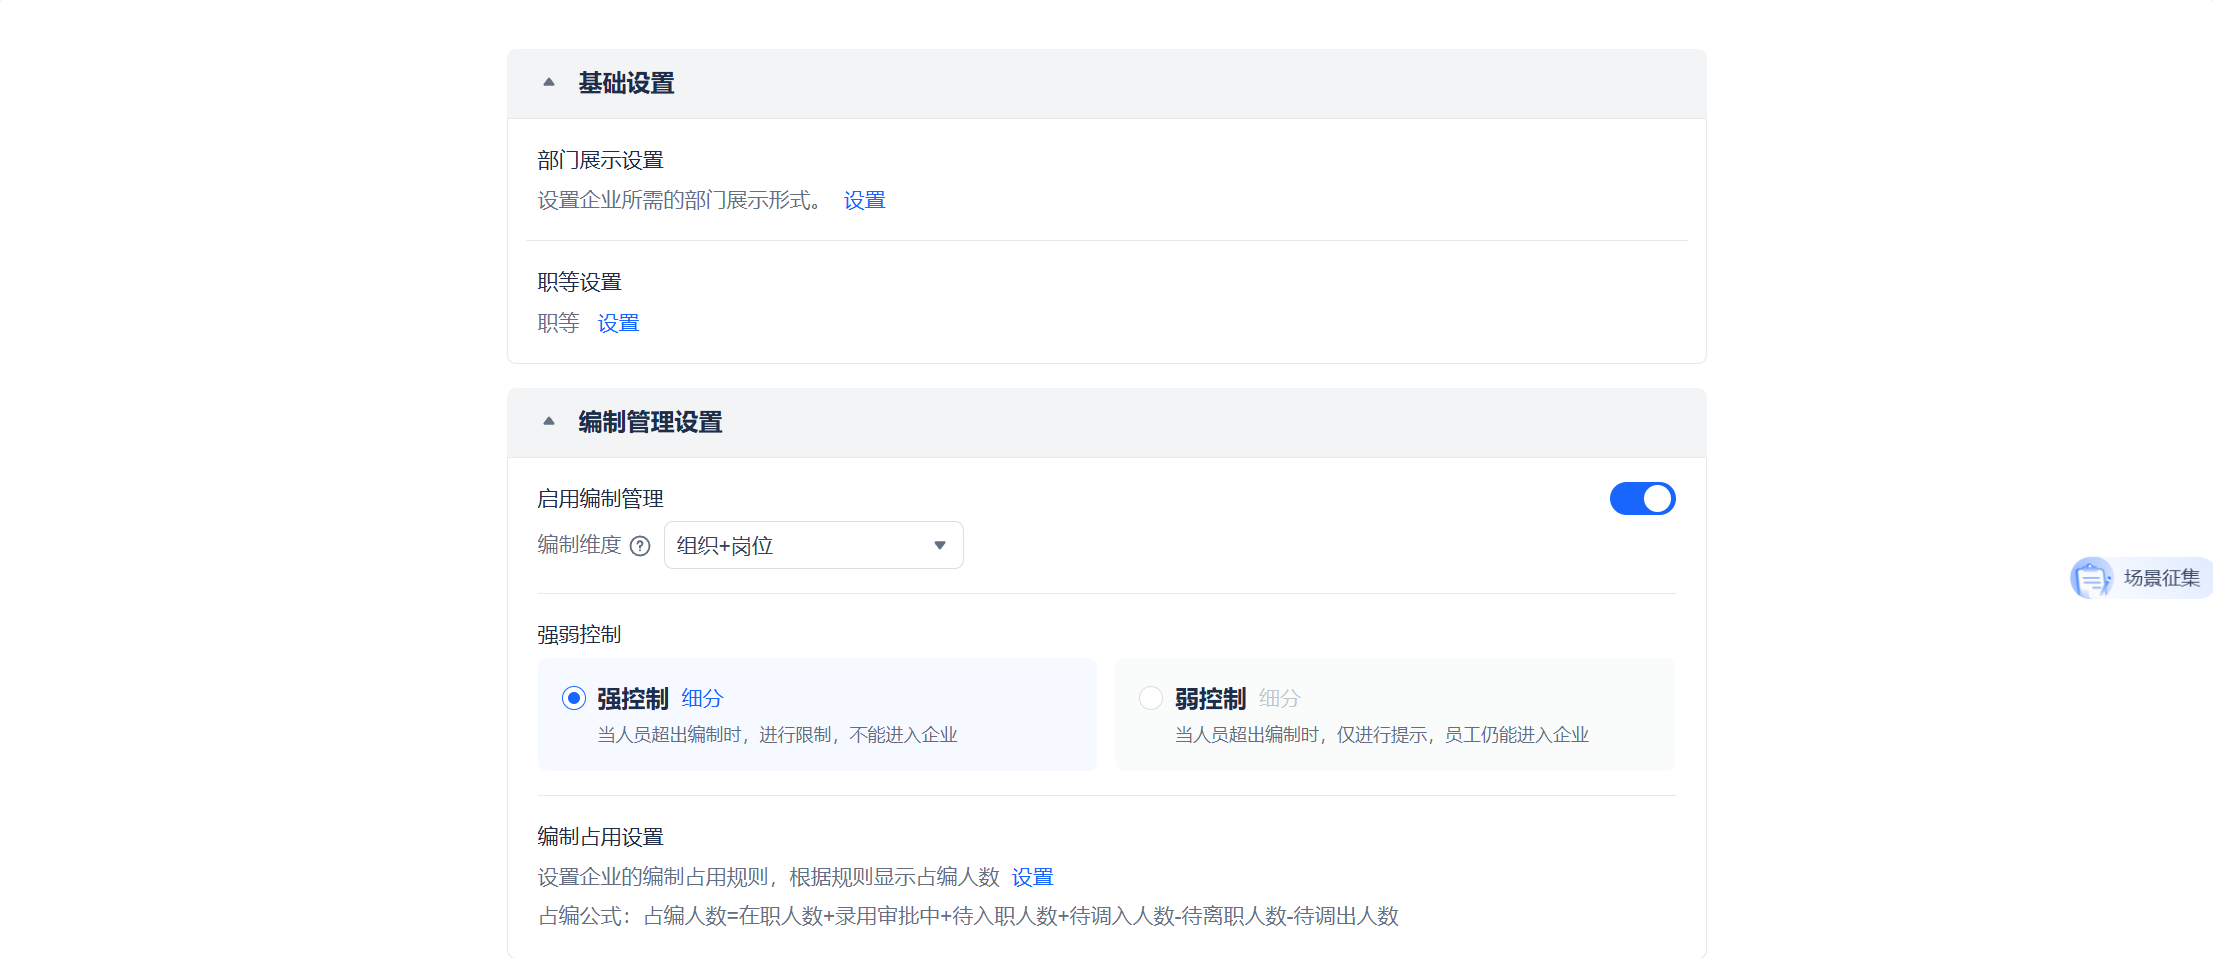 基础设置
部门展示设置
设置企业所需的部门展示形式。 设置
职等设置
职等 设置
编制管理设置
启用编制管理
编制维度 ? 组织+岗位
场景征集
强弱控制
强控制 细分
当人员超出编制时，进行限制，不能进入企业
弱控制 细分
当人员超出编制时，仅进行提示，员工仍能进入企业
编制占用设置
设置企业的编制占用规则，根据规则显示占编人数 设置
占编公式：占编人数=在职人数+录用审批中+待入职人数+待调入人数-待离职人数-待调出人数